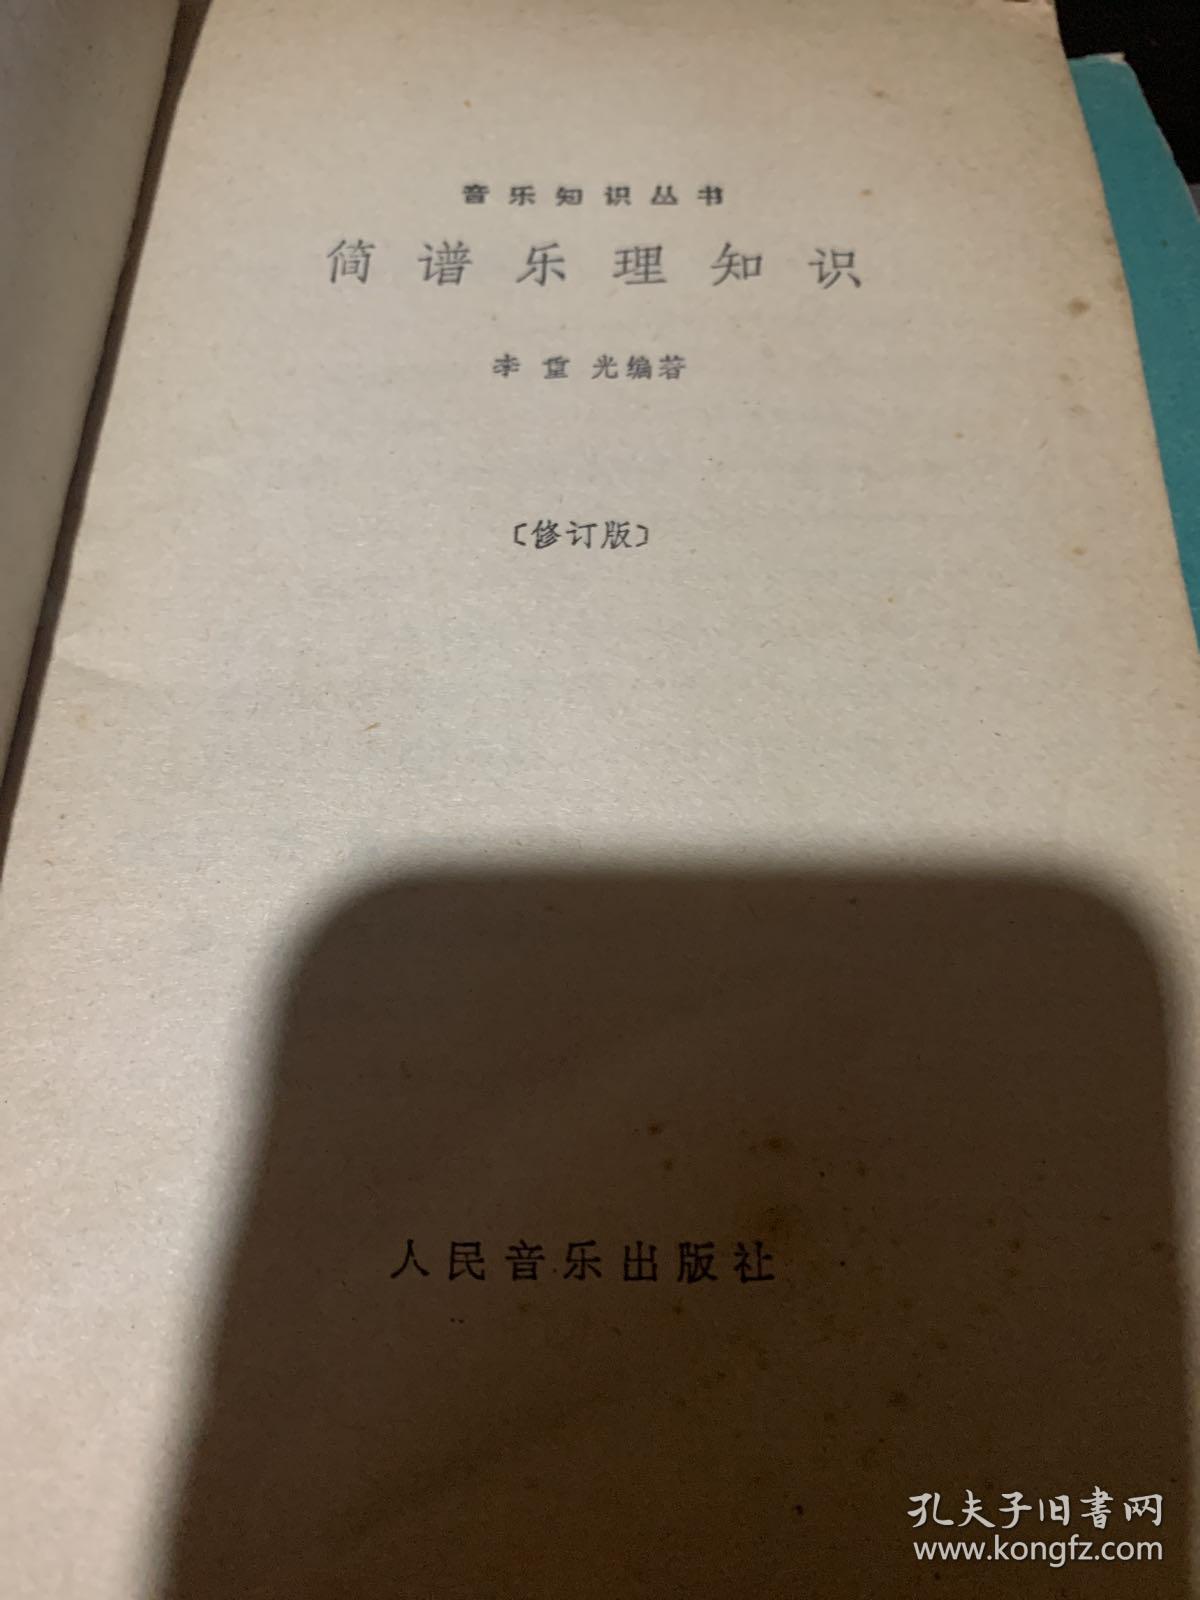 音乐知识丛书
简谱乐理知识
李重光编著
〔修订版〕
人民音乐出版社
孔夫子旧書网
www.kongfz.com